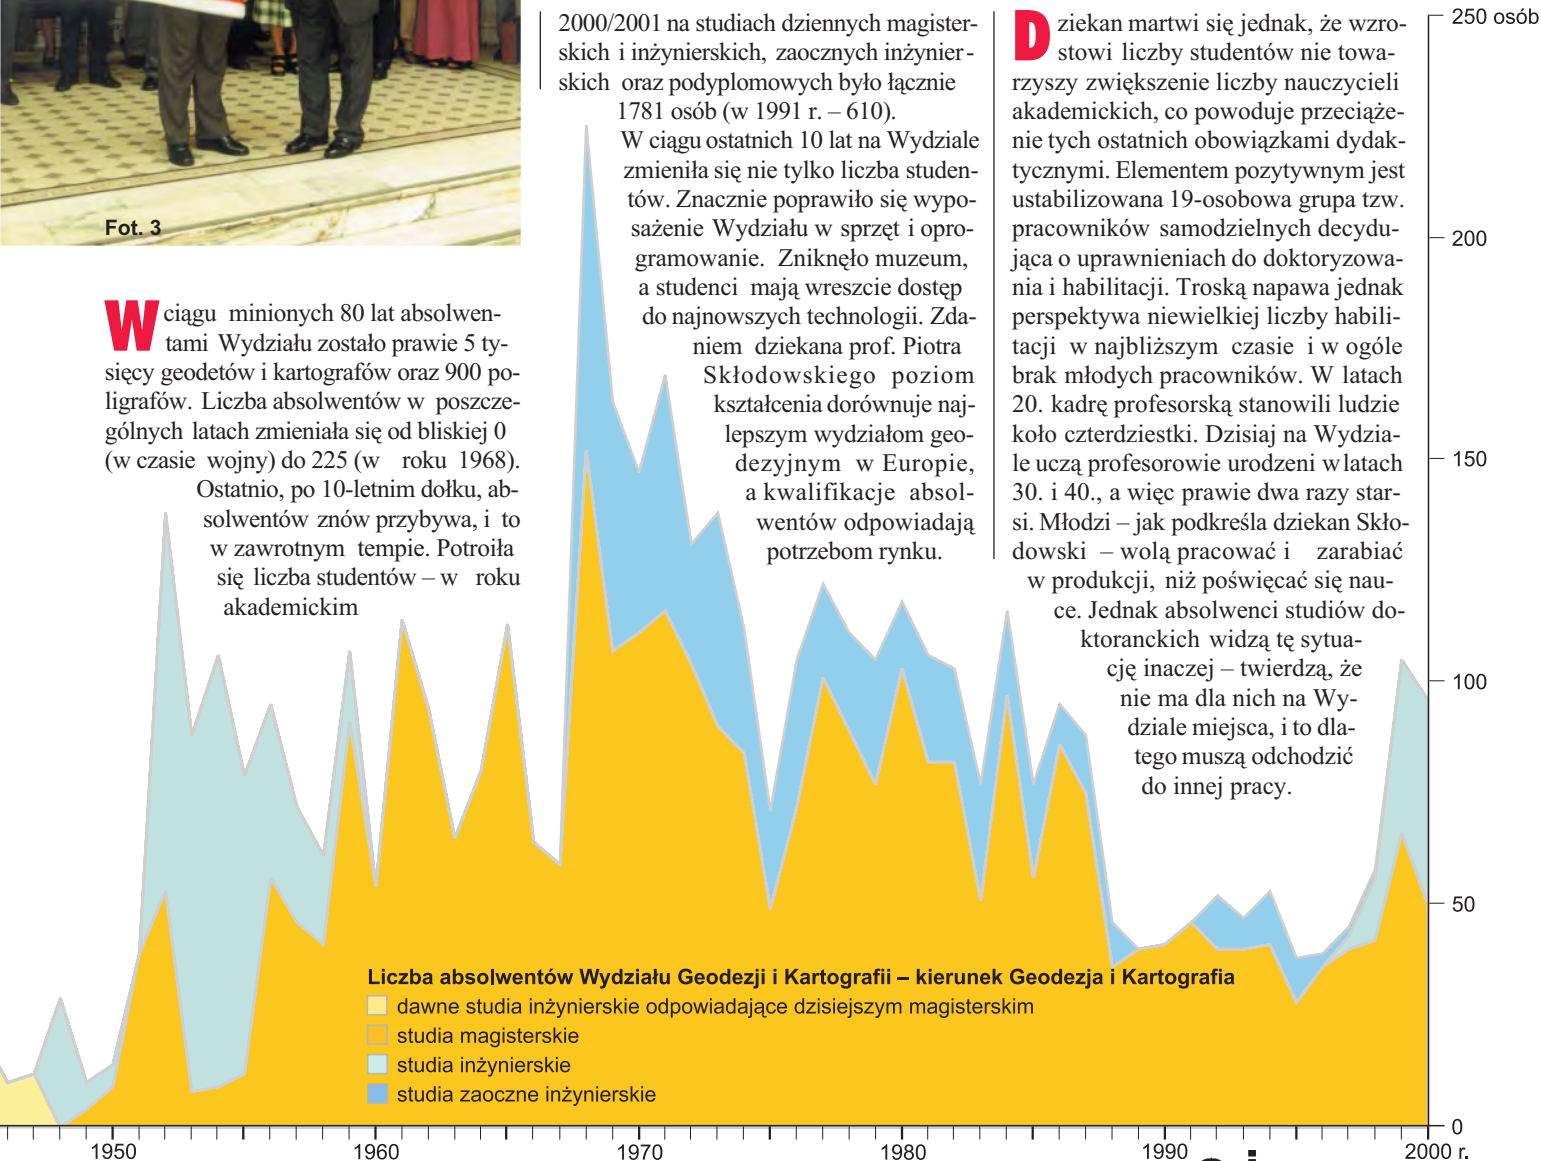 Fot. 3
W ciągu minionych 80 lat absolwen-
tami Wydziału zostało prawie 5 ty-
sięcy geodetów i kartografów oraz 900 po-
ligrafów. Liczba absolwentów w poszcze-
gólnych latach zmieniała się od bliskiej 0
(w czasie wojny) do 225 (w roku 1968).
Ostatnio, po 10-letnim dołku, ab-
solwentów znów przybywa, i to
w zawrotnym tempie. Potroiła
się liczba studentów – w roku
akademickim
2000/2001 na studiach dziennych magister-
skich i inżynierskich, zaocznych inżynier-
skich oraz podyplomowych było łącznie
1781 osób (w 1991 r. – 610).
W ciągu ostatnich 10 lat na Wydziale
zmieniła się nie tylko liczba studen-
tów. Znacznie poprawiło się wypo-
sażenie Wydziału w sprzęt i opro-
gramowanie. Zniknęło muzeum,
a studenci mają wreszcie dostęp
do najnowszych technologii. Zda-
niem dziekana prof. Piotra
Skłodowskiego poziom
kształcenia dorównuje naj-
lepszym wydziałom geo-
dezyjnym w Europie,
a kwalifikacje absol-
wentów odpowiadają
potrzebom rynku.
Dziekan martwi się jednak, że wzro-
stowi liczby studentów nie towa-
rzyszy zwiększenie liczby nauczycieli
akademickich, co powoduje przeciąże-
nie tych ostatnich obowiązkami dydak-
tycznymi. Elementem pozytywnym jest
ustabilizowana 19-osobowa grupa tzw.
pracowników samodzielnych decydu-
jąca o uprawnieniach do doktoryzowa-
nia i habilitacji. Troską napawa jednak
perspektywa niewielkiej liczby habili-
tacji w najbliższym czasie i w ogóle
brak młodych pracowników. W latach
20. kadrę profesorską stanowili ludzie
koło czterdziestki. Dzisiaj na Wydzia-
le uczą profesorowie urodzeni w latach
30. i 40., a więc prawie dwa razy star-
si. Młodzi – jak podkreśla dziekan Skło-
dowski – wolą pracować i zarabiać
w produkcji, niż poświęcać się nau-
ce. Jednak absolwenci studiów do-
ktoranckich widzą tę sytua-
cję inaczej – twierdzą, że
nie ma dla nich na Wy-
dziale miejsca, i to dla-
tego muszą odchodzić
do innej pracy.
250 osób
200
150
100
50
0
Liczba absolwentów Wydziału Geodezji i Kartografii – kierunek Geodezja i Kartografia
dawne studia inżynierskie odpowiadające dzisiejszym magisterskim
studia magisterskie
studia inżynierskie
studia zaoczne inżynierskie
1950
1960
1970
1980
1990
2000 r.